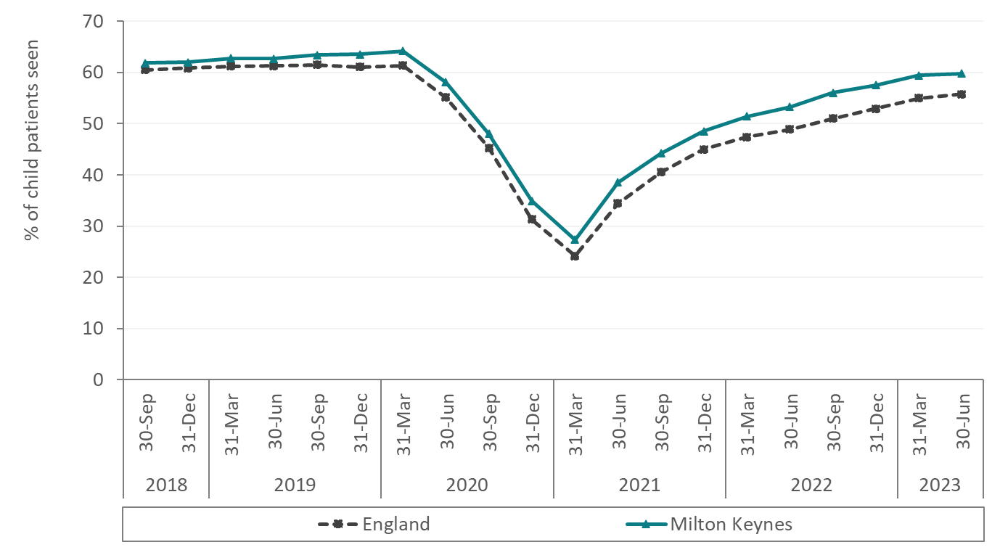 % of child patients seen
70
60
50
40
30
20
10
0
30-Sep
31-Dec
31-Mar
30-Jun
30-Sep
31-Dec
31-Mar
30-Jun
30-Sep
31-Dec
31-Mar
30-Jun
30-Sep
31-Dec
31-Mar
30-Jun
30-Sep
31-Dec
31-Mar
30-Jun
2018 2019 2020 2021 2022 2023
England Milton Keynes